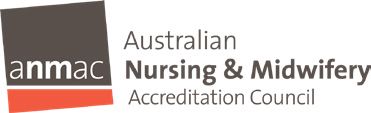 anmac
Australian
Nursing & Midwifery
Accreditation Council